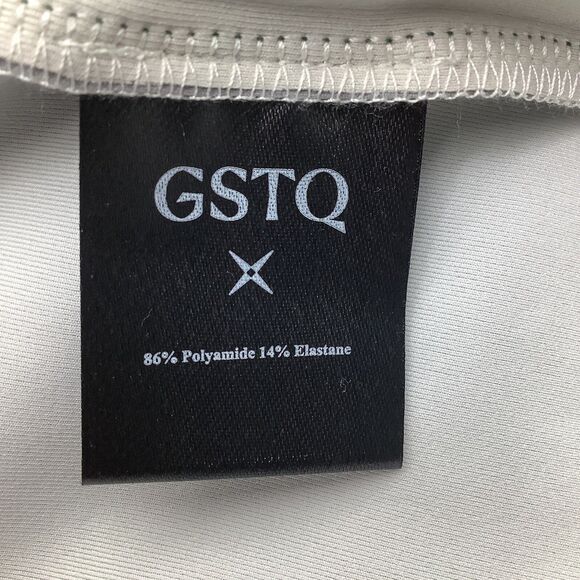 GSTQ
86% Polyamide 14% Elastane